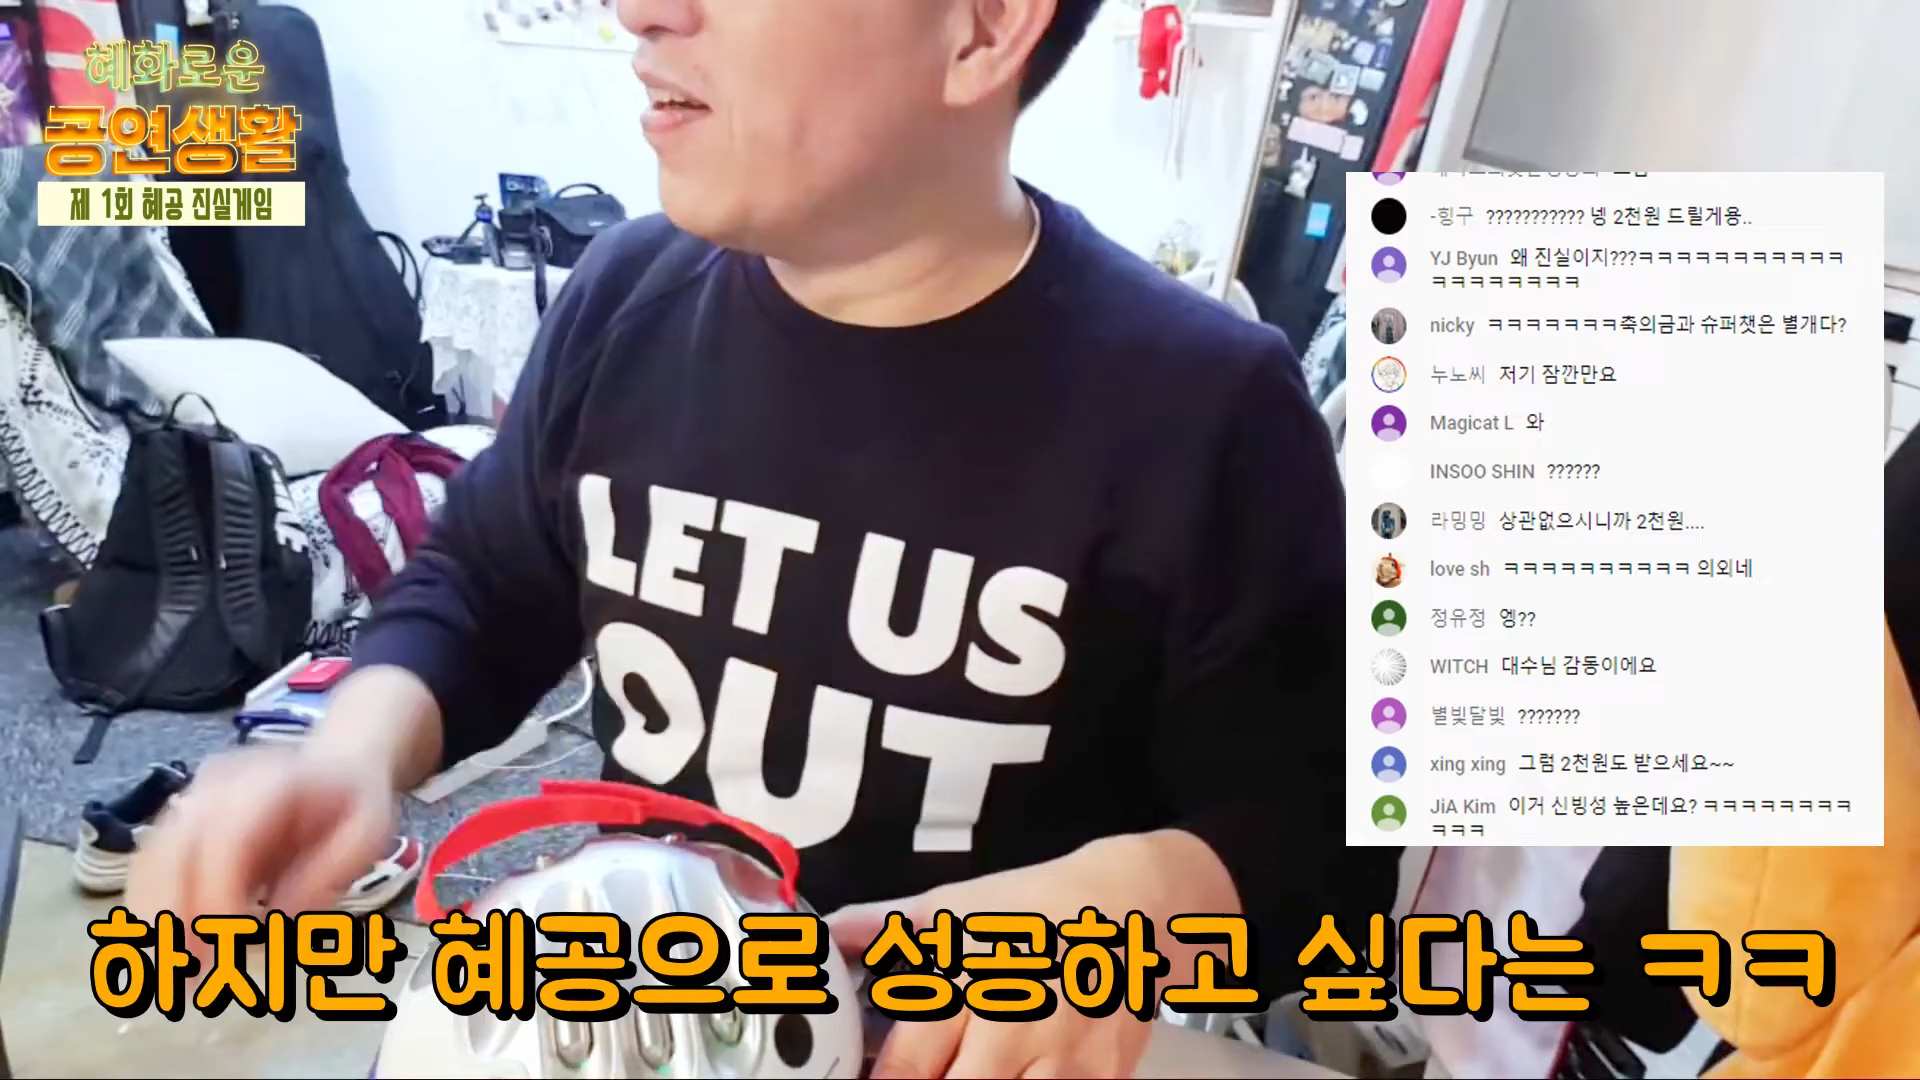 혜화로운
공연생활
제 1회 혜공 진실게임
-힝구 ??????????? 넹 2천원 드릴게용..
YJ Byun 왜 진실이지???ㅋㅋㅋㅋㅋㅋㅋㅋㅋㅋㅋ
ㅋㅋㅋㅋㅋㅋㅋㅋ
nicky ㅋㅋㅋㅋㅋㅋㅋ축의금과 슈퍼챗은 별개다?
누노씨 저기 잠깐만요
Magicat L 와
INSOO SHIN ??????
라밍밍 상관없으시니까 2천원....
love sh ㅋㅋㅋㅋㅋㅋㅋㅋㅋㅋ 의외네
정유정 엥??
WITCH 대수님 감동이에요
별빛달빛 ???????
xing xing 그럼 2천원도 받으세요~~
JiA Kim 이거 신빙성 높은데요? ㅋㅋㅋㅋㅋㅋㅋㅋ
ㅋㅋㅋ
LET US
OUT
하지만 혜공으로 성공하고 싶다는 ㅋㅋ